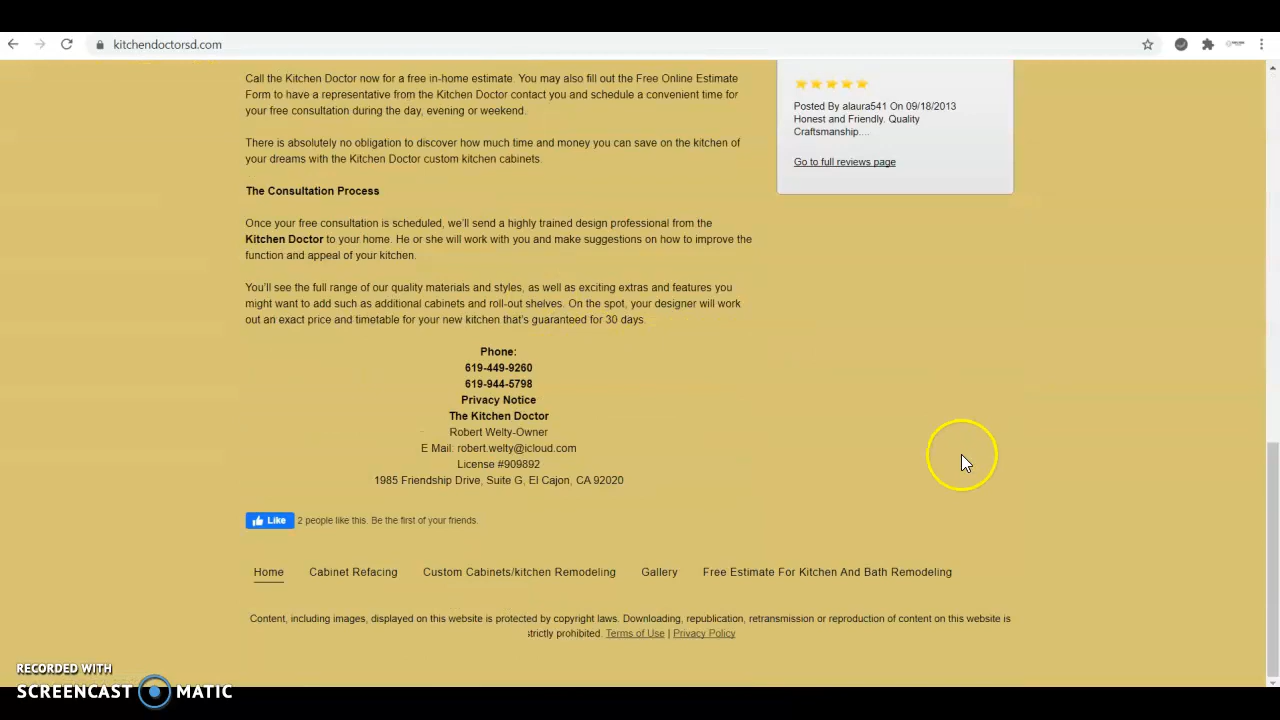 kitchendoctorsd.com
Call the Kitchen Doctor now for a free in-home estimate. You may also fill out the Free Online Estimate
Form to have a representative from the Kitchen Doctor contact you and schedule a convenient time for
your free consultation during the day, evening or weekend.
There is absolutely no obligation to discover how much time and money you can save on the kitchen of
your dreams with the Kitchen Doctor custom kitchen cabinets.
The Consultation Process
Once your free consultation is scheduled, we'll send a highly trained design professional from the
Kitchen Doctor to your home. He or she will work with you and make suggestions on how to improve the
function and appeal of your kitchen.
You'll see the full range of our quality materials and styles, as well as exciting extras and features you
might want to add such as additional cabinets and roll-out shelves. On the spot, your designer will work
out an exact price and timetable for your new kitchen that's guaranteed for 30 days.
Phone:
619-449-9260
619-944-5798
Privacy Notice
The Kitchen Doctor
Robert Welty-Owner
E Mail: robert.welty@icloud.com
License #909892
1985 Friendship Drive, Suite G, El Cajon, CA 92020
Like 2 people like this. Be the first of your friends.
Posted By alaura541 On 09/18/2013
Honest and Friendly. Quality
Craftsmanship....
Go to full reviews page
Home Cabinet Refacing Custom Cabinets/kitchen Remodeling Gallery Free Estimate For Kitchen And Bath Remodeling
Content, including images, displayed on this website is protected by copyright laws. Downloading, republication, retransmission or reproduction of content on this website is
strictly prohibited. Terms of Use | Privacy Policy
RECORDED WITH
SCREENCAST MATIC